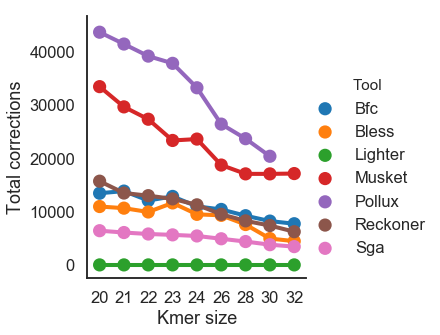 Total corrections
40000
30000
20000
10000
0
20 21 22 23 24 26 28 30 32
Kmer size
Tool
Bfc
Bless
Lighter
Musket
Pollux
Reckoner
Sga